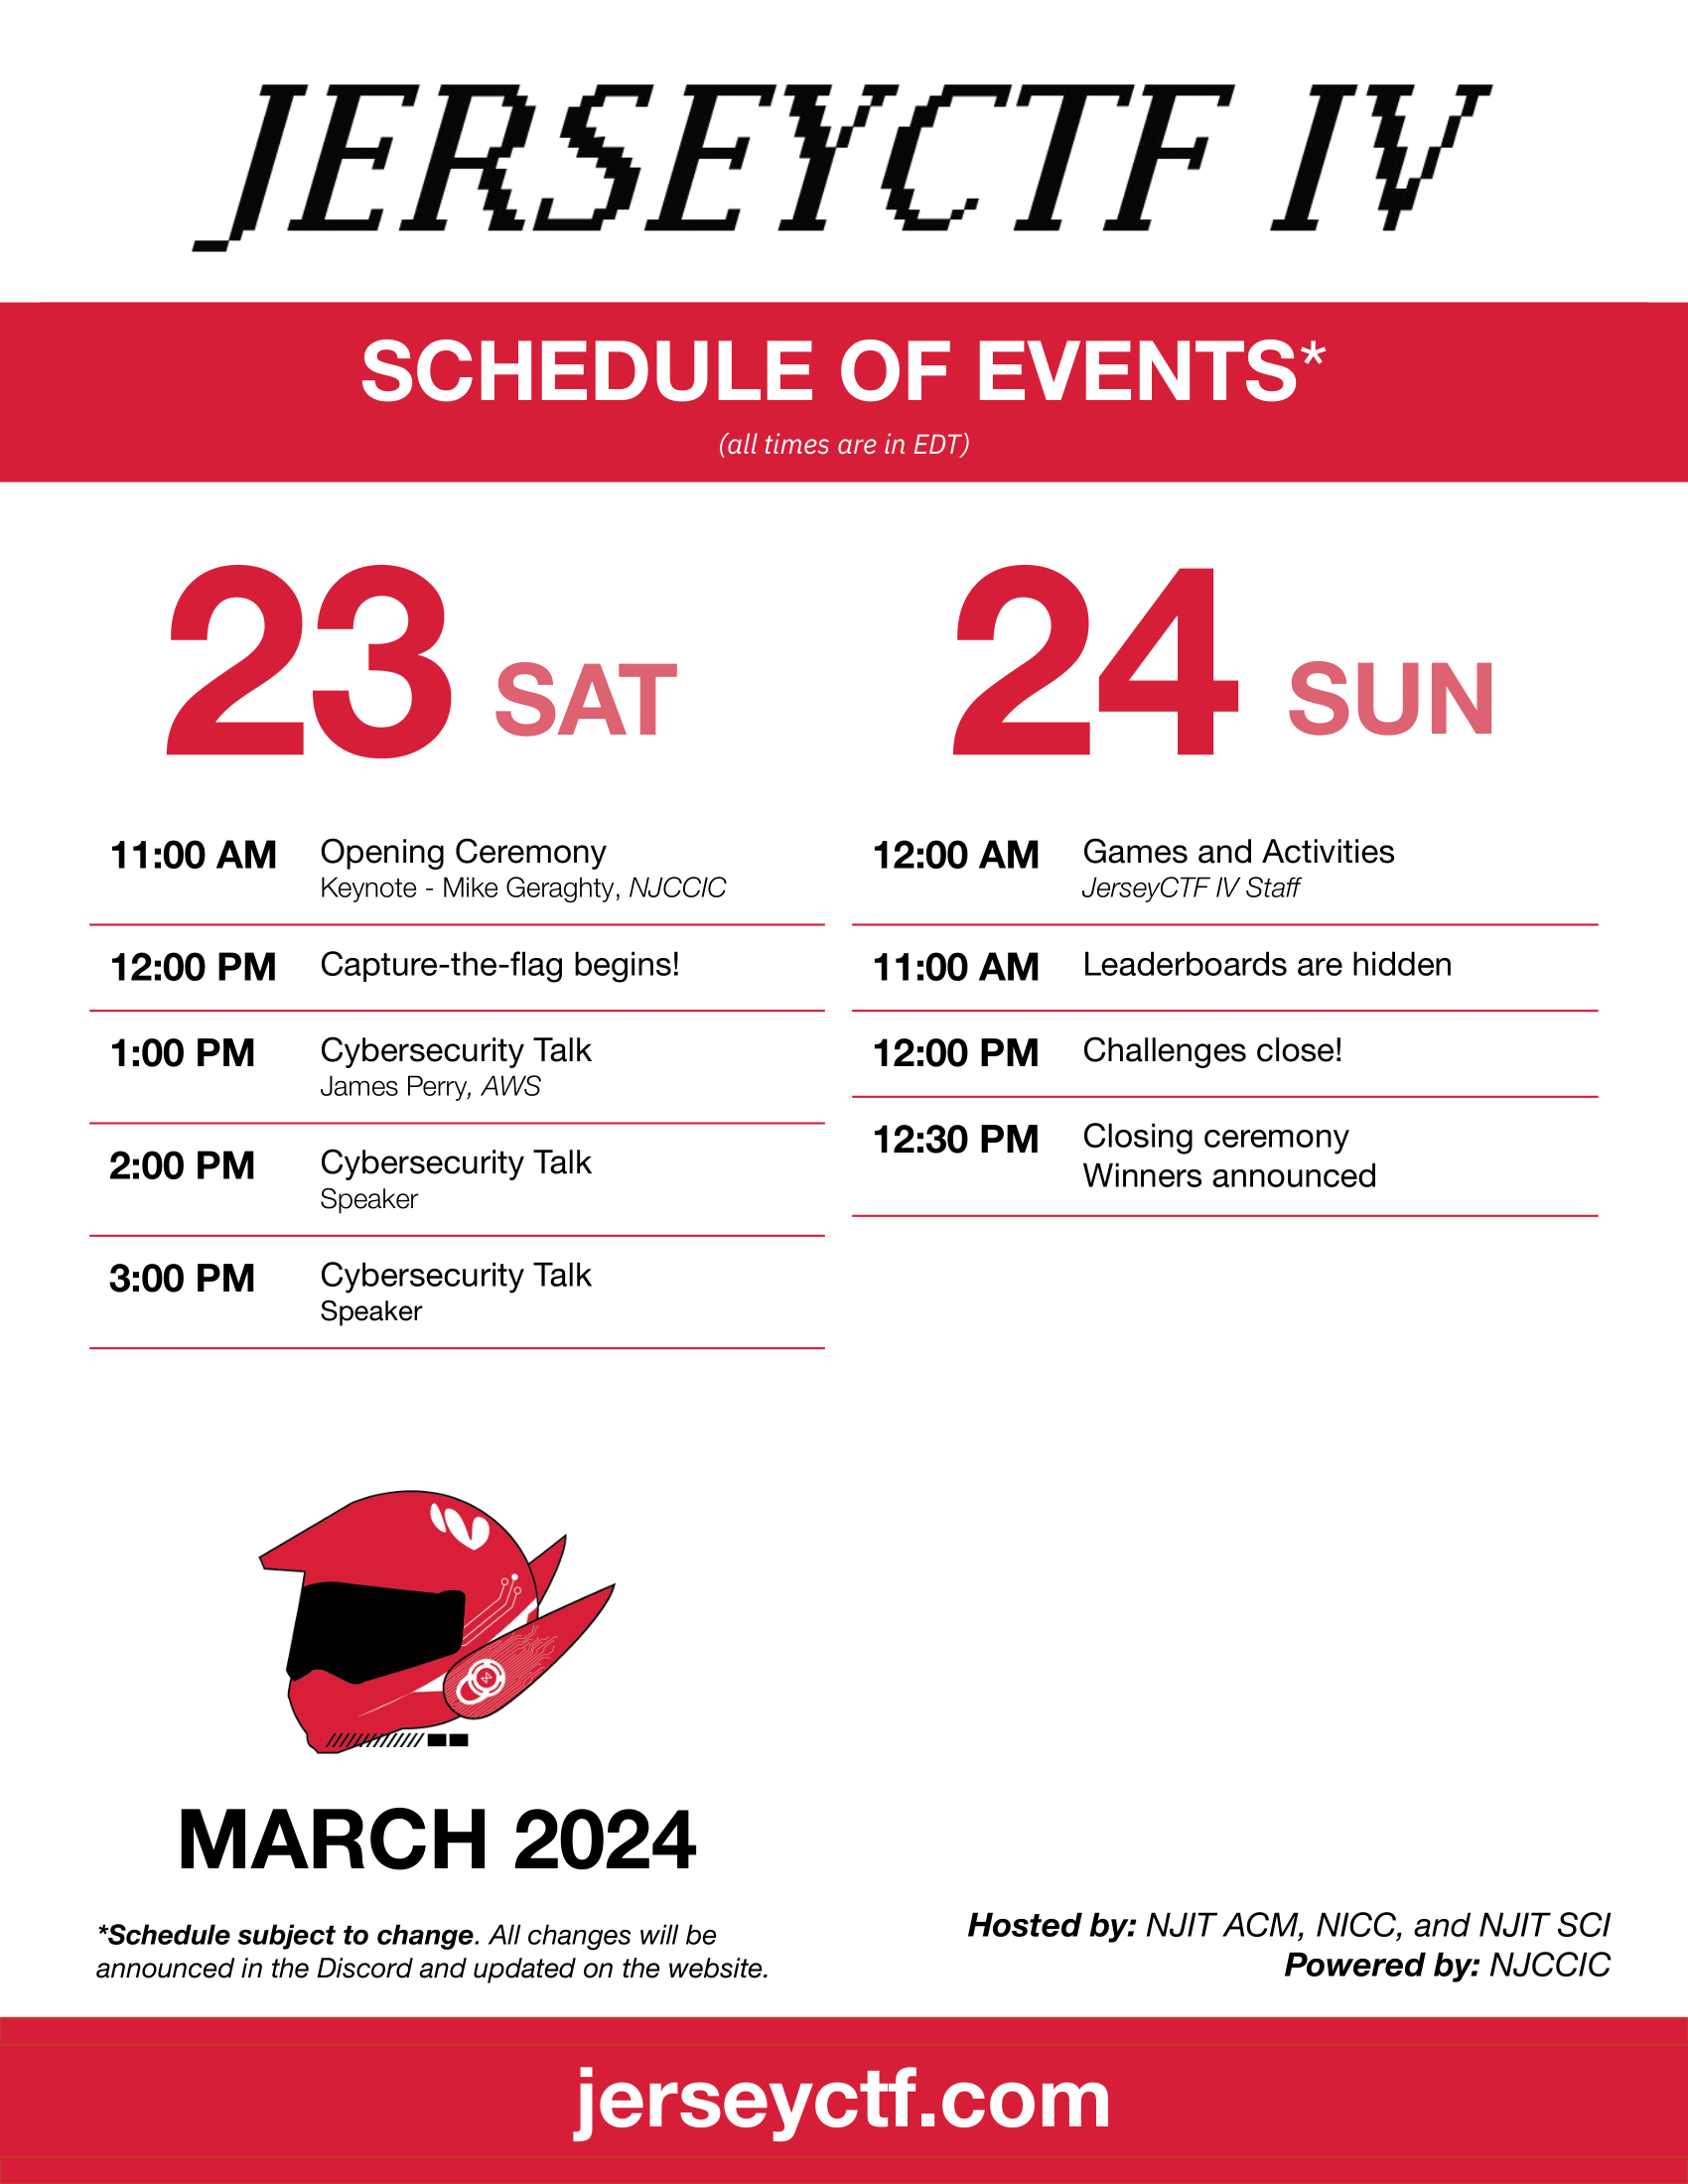 JERSEYCTF IV
SCHEDULE OF EVENTS*
(all times are in EDT)
23 SAT
11:00 AM Opening Ceremony
Keynote - Mike Geraghty, NJCCIC
12:00 PM Capture-the-flag begins!
1:00 PM Cybersecurity Talk
James Perry, AWS
2:00 PM Cybersecurity Talk
Speaker
3:00 PM Cybersecurity Talk
Speaker
24 SUN
12:00 AM Games and Activities
JerseyCTF IV Staff
11:00 AM Leaderboards are hidden
12:00 PM Challenges close!
12:30 PM Closing ceremony
Winners announced
MARCH 2024
*Schedule subject to change. All changes will be
announced in the Discord and updated on the website.
Hosted by: NJIT ACM, NICC, and NJIT SCI
Powered by: NJCCIC
jerseyctf.com